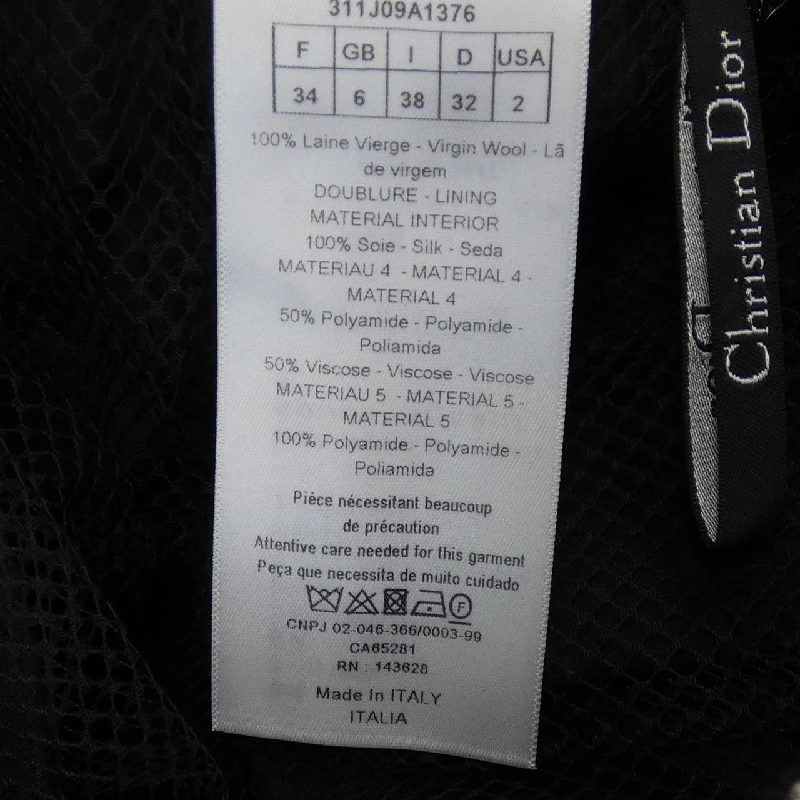 311J09A1376
F GB I D USA
34 6 38 32 2
100% Laine Vierge - Virgin Wool - Lã
de virgem
DOUBLURE - LINING
MATERIAL INTERIOR
100% Soie - Silk - Seda
MATERIAU 4 - MATERIAL 4 -
MATERIAL 4
50% Polyamide - Polyamide -
Poliamida
50% Viscose - Viscose - Viscose
MATERIAU 5 - MATERIAL 5 -
MATERIAL 5
100% Polyamide - Polyamide -
Poliamida
Pièce nécessitant beaucoup
de précaution
Attentive care needed for this garment
Peça que necessita de muito cuidado
F
CNPJ 02-046-366/0003-99
CA65281
RN : 143628
Made In ITALY
ITALIA
Christian Dior